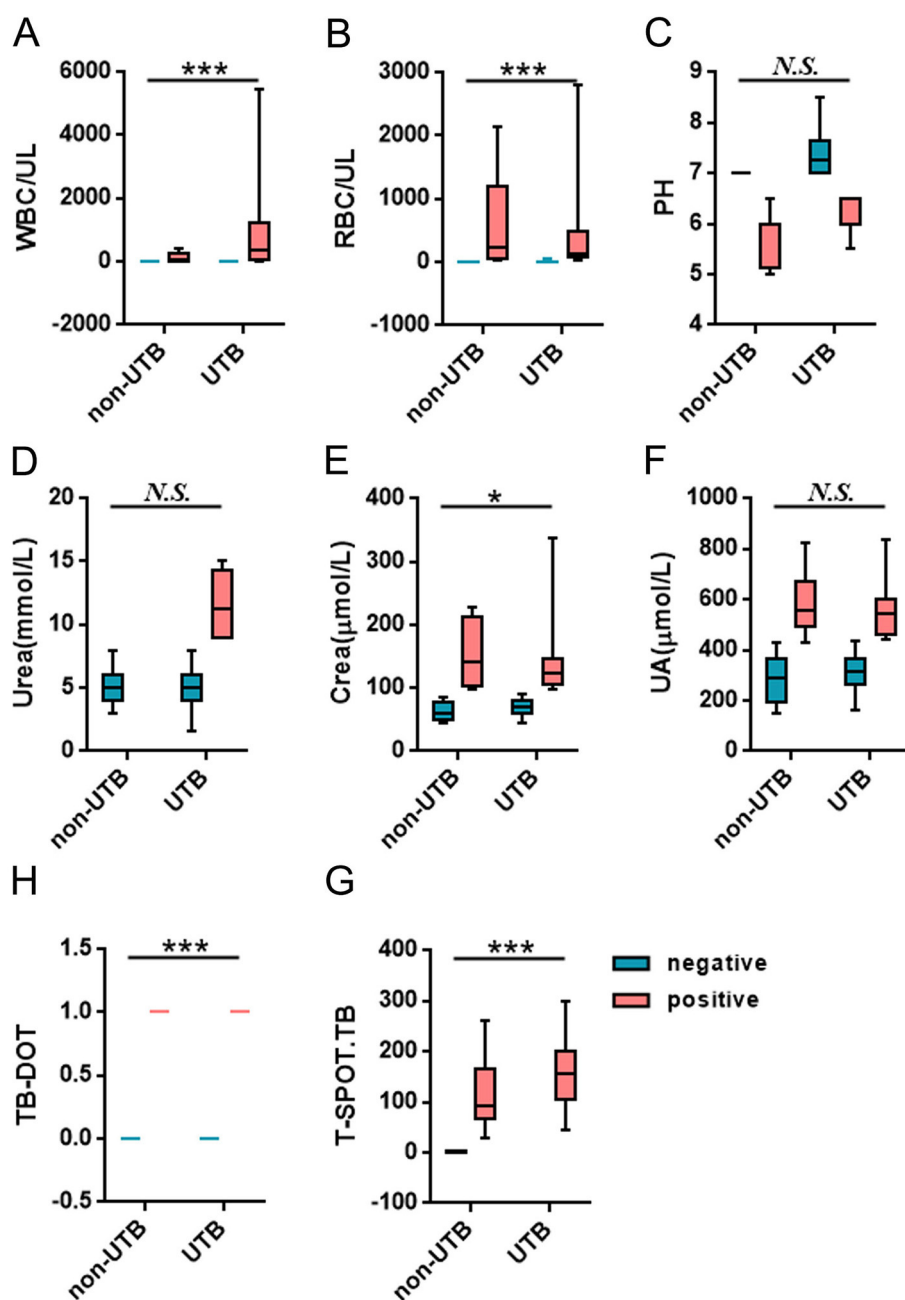 A
WBC/UL
6000
4000
2000
0
-2000
***
non-UTB
UTB
B
RBC/UL
3000
2000
1000
0
-1000
***
non-UTB
UTB
C
PH
9
8
7
6
5
4
N.S.
non-UTB
UTB
D
Urea(mmol/L)
20
15
10
5
0
N.S.
non-UTB
UTB
E
Crea(μmol/L)
400
300
200
100
0
*
non-UTB
UTB
F
UA(μmol/L)
1000
800
600
400
200
0
N.S.
non-UTB
UTB
H
TB-DOT
1.5
1.0
0.5
0.0
-0.5
***
non-UTB
UTB
G
T-SPOT.TB
400
300
200
100
0
-100
***
non-UTB
UTB
negative
positive